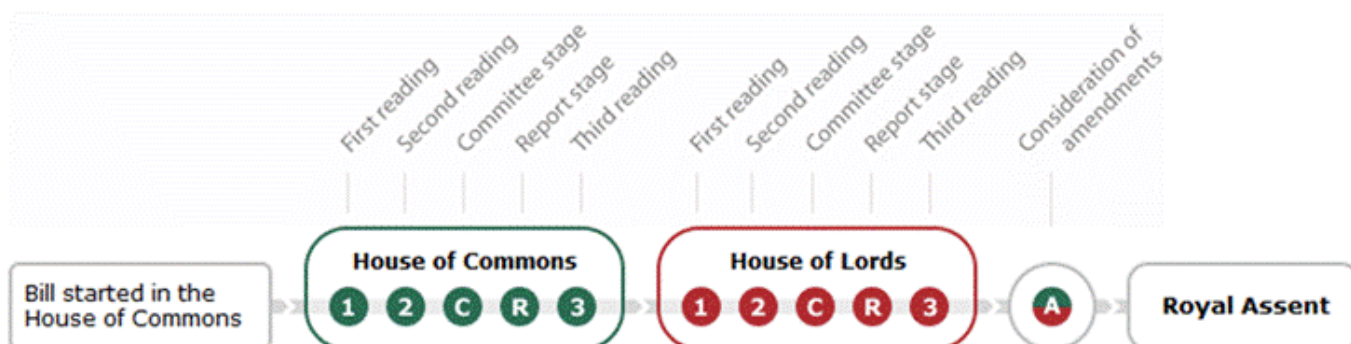 First reading
Second reading
Committee stage
Report stage
Third reading
First reading
Second reading
Committee stage
Report stage
Third reading
Consideration of
amendments
Bill started in the
House of Commons
House of Commons
1 2 C R 3
House of Lords
1 2 C R 3
A
Royal Assent